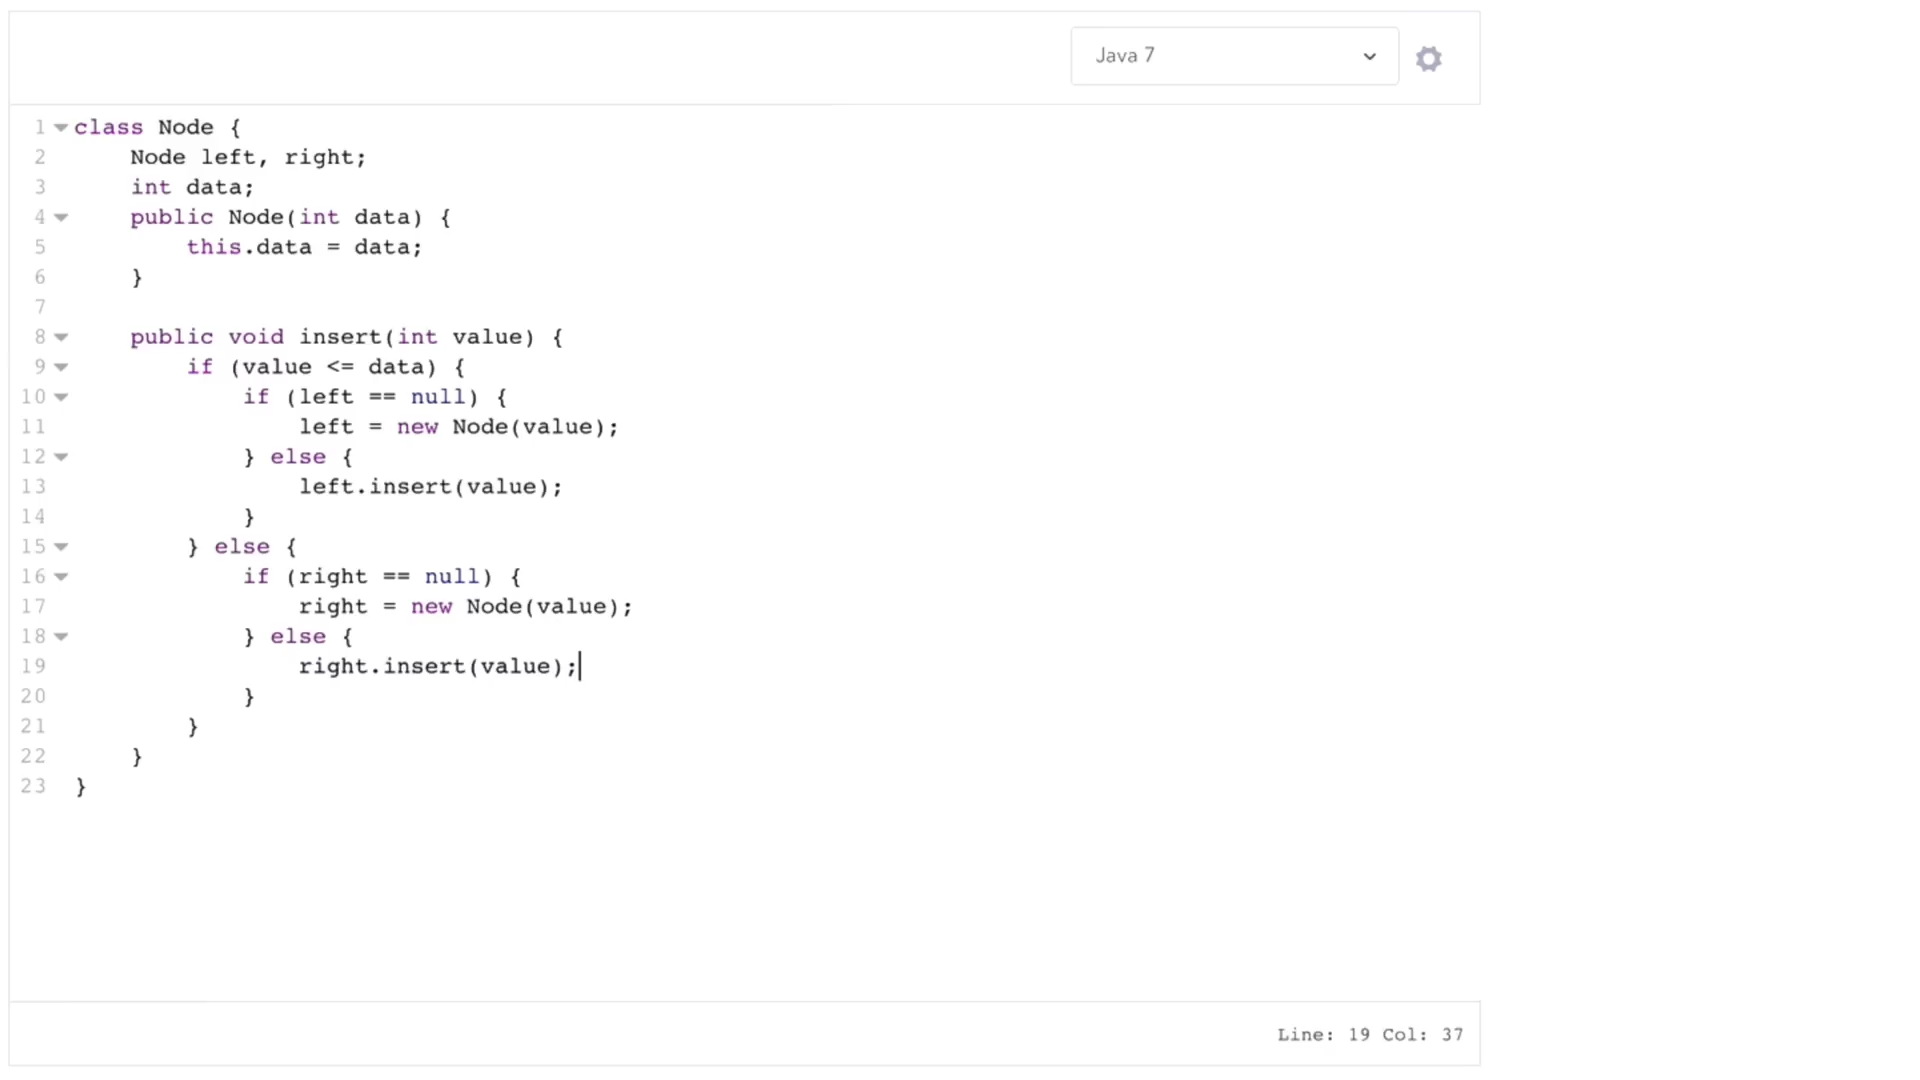 Java 7
1 class Node {
2 Node left, right;
3 int data;
4 public Node(int data) {
5 this.data = data;
6 }
7
8 public void insert(int value) {
9 if (value <= data) {
10 if (left == null) {
11 left = new Node(value);
12 } else {
13 left.insert(value);
14 }
15 } else {
16 if (right == null) {
17 right = new Node(value);
18 } else {
19 right.insert(value);
20 }
21 }
22 }
23 }
Line: 19 Col: 37